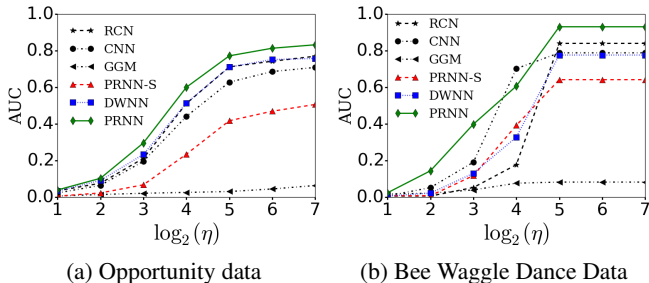 1.0
0.8
0.6
0.4
0.2
0.0
AUC
RCN
CNN
GGM
PRNN-S
DWNN
PRNN
1 2 3 4 5 6 7
log₂(η)
(a) Opportunity data
1.0
0.8
0.6
0.4
0.2
0.0
AUC
RCN
CNN
GGM
PRNN-S
DWNN
PRNN
1 2 3 4 5 6 7
log₂(η)
(b) Bee Waggle Dance Data